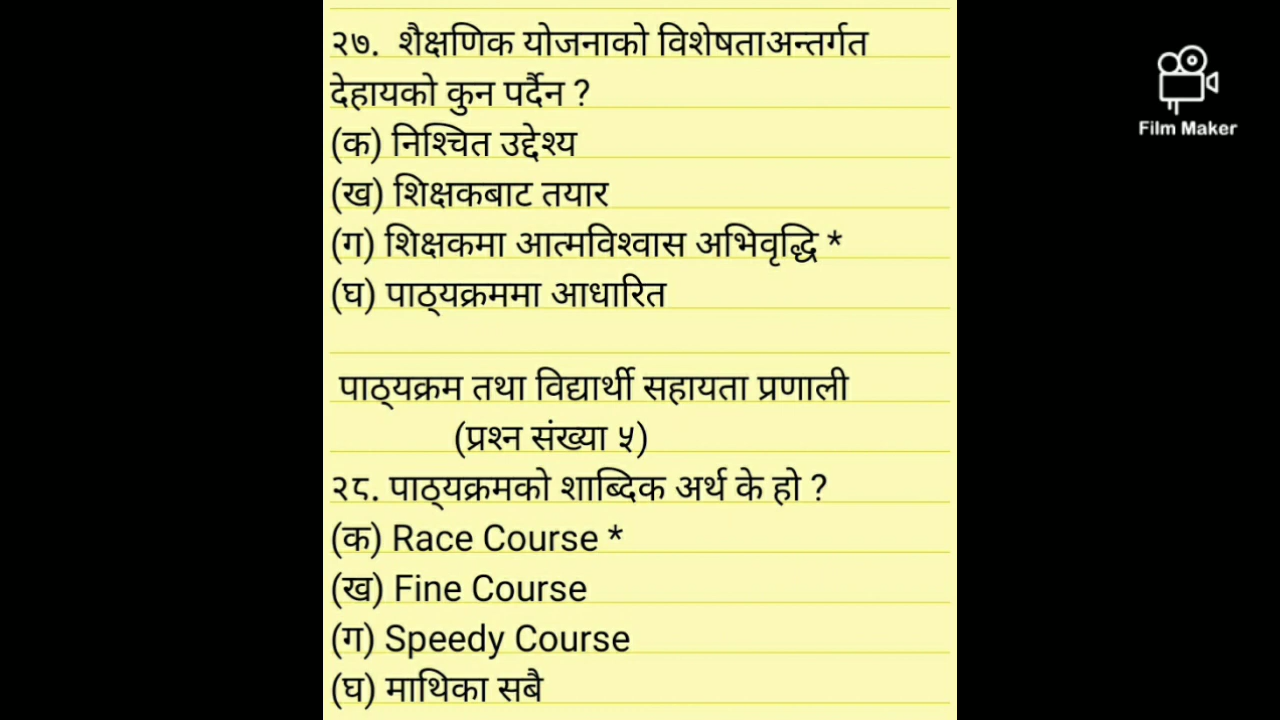 २७. शैक्षणिक योजनाको विशेषताअन्तर्गत
देहायको कुन पर्दैन ?
(क) निश्चित उद्देश्य
(ख) शिक्षकबाट तयार
(ग) शिक्षकमा आत्मविश्वास अभिवृद्धि *
(घ) पाठ्यक्रममा आधारित
पाठ्यक्रम तथा विद्यार्थी सहायता प्रणाली
(प्रश्न संख्या ५)
२८. पाठ्यक्रमको शाब्दिक अर्थ के हो ?
(क) Race Course *
(ख) Fine Course
(ग) Speedy Course
(घ) माथिका सबै
Film Maker